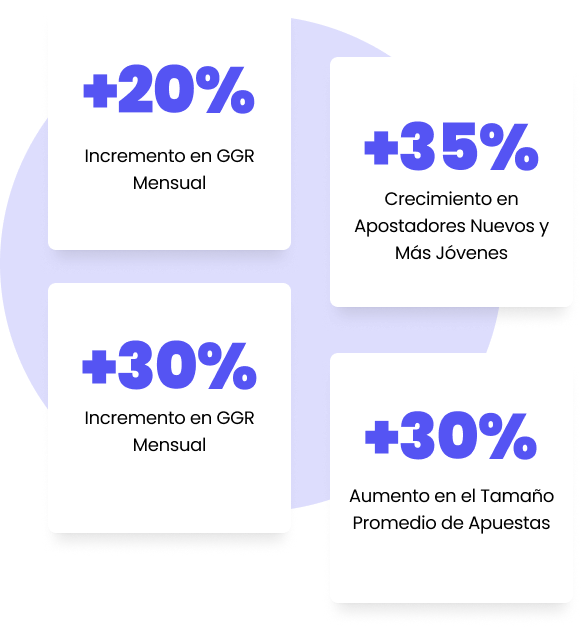 +20%
Incremento en GGR
Mensual
+35%
Crecimiento en
Apostadores Nuevos y
Más Jóvenes
+30%
Incremento en GGR
Mensual
+30%
Aumento en el Tamaño
Promedio de Apuestas